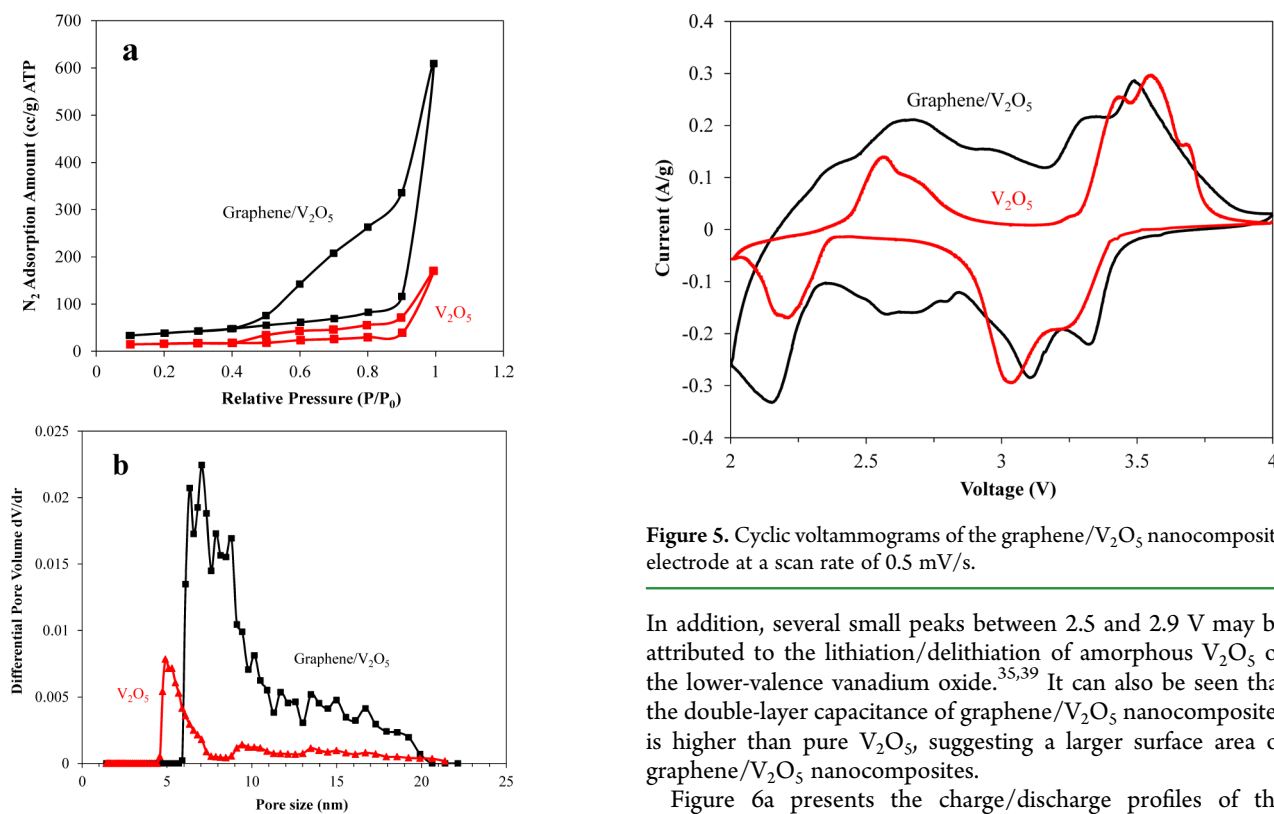 a
N₂ Adsorption Amount (cc/g) ATP
700
600
500
400
300
200
100
0
Graphene/V₂O₅
V₂O₅
0 0.2 0.4 0.6 0.8 1 1.2
Relative Pressure (P/P₀)
b
Differential Pore Volume dV/dr
0.025
0.02
0.015
0.01
0.005
0
V₂O₅
Graphene/V₂O₅
0 5 10 15 20 25
Pore size (nm)
Current (A/g)
0.4
0.3
0.2
0.1
0
-0.1
-0.2
-0.3
-0.4
Graphene/V₂O₅
V₂O₅
2 2.5 3 3.5 4
Voltage (V)
Figure 5. Cyclic voltammograms of the graphene/V₂O₅ nanocomposit
electrode at a scan rate of 0.5 mV/s.
In addition, several small peaks between 2.5 and 2.9 V may b
attributed to the lithiation/delithiation of amorphous V₂O₅ o
the lower-valence vanadium oxide.³⁵,³⁹ It can also be seen tha
the double-layer capacitance of graphene/V₂O₅ nanocomposite
is higher than pure V₂O₅, suggesting a larger surface area o
graphene/V₂O₅ nanocomposites.
Figure 6a presents the charge/discharge profiles of th